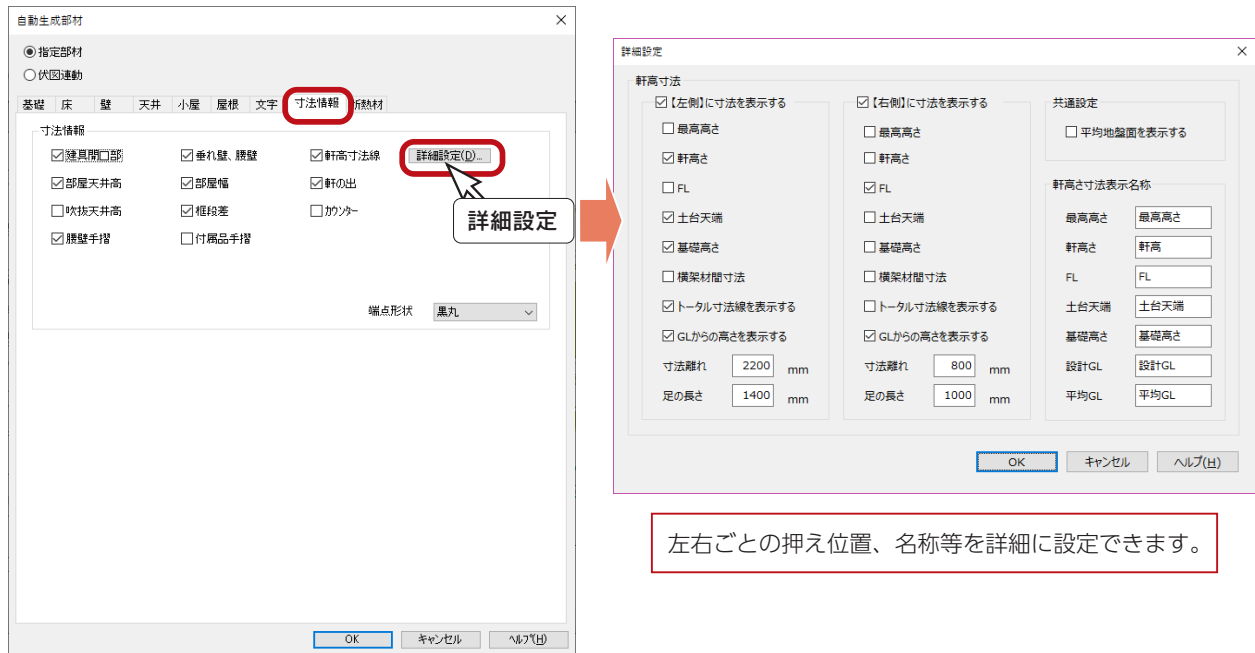 自動生成部材
指定部材
伏図連動
基礎 床 壁 天井 小屋 屋根 文字 寸法情報 断熱材
寸法情報
建具開口部 垂れ壁、腰壁 軒高寸法線 詳細設定(D)...
部屋天井高 部屋幅 軒の出
吹抜天井高 框段差 カウンター
腰壁手摺 付属品手摺
詳細設定
端点形状 黒丸
OK キャンセル ヘルプ(H)
詳細設定
軒高寸法
【左側】に寸法を表示する
最高高さ
軒高さ
FL
土台天端
基礎高さ
横架材間寸法
トータル寸法線を表示する
GLからの高さを表示する
寸法離れ 2200 mm
足の長さ 1400 mm
【右側】に寸法を表示する
最高高さ
軒高さ
FL
土台天端
基礎高さ
横架材間寸法
トータル寸法線を表示する
GLからの高さを表示する
寸法離れ 800 mm
足の長さ 1000 mm
共通設定
平均地盤面を表示する
軒高さ寸法表示名称
最高高さ 最高高さ
軒高さ 軒高
FL FL
土台天端 土台天端
基礎高さ 基礎高さ
設計GL 設計GL
平均GL 平均GL
OK キャンセル ヘルプ(H)
左右ごとの押え位置、名称等を詳細に設定できます。